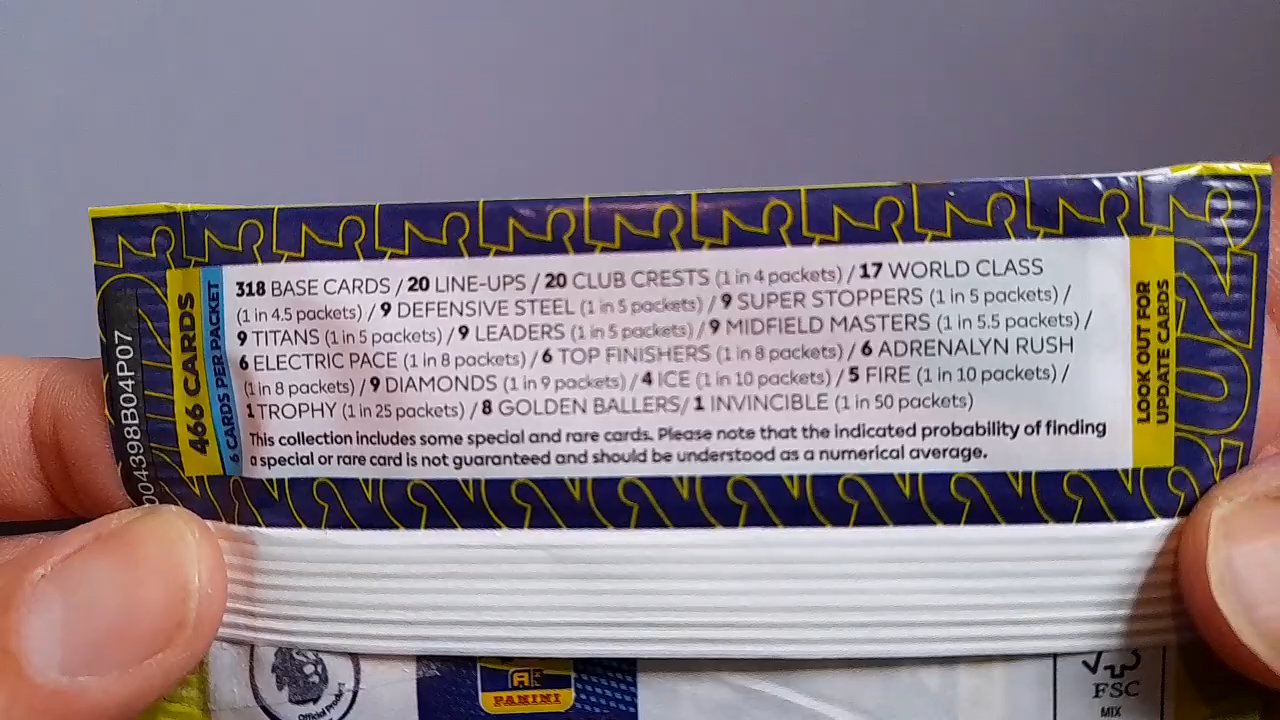 318 BASE CARDS / 20 LINE-UPS / 20 CLUB CRESTS (1 in 4 packets) / 17 WORLD CLASS
(1 in 4.5 packets) / 9 DEFENSIVE STEEL (1 in 5 packets) / 9 SUPER STOPPERS (1 in 5 packets) /
9 TITANS (1 in 5 packets) / 9 LEADERS (1 in 5 packets) / 9 MIDFIELD MASTERS (1 in 5.5 packets) /
6 ELECTRIC PACE (1 in 8 packets) / 6 TOP FINISHERS (1 in 8 packets) / 6 ADRENALYN RUSH
(1 in 8 packets) / 9 DIAMONDS (1 in 9 packets) / 4 ICE (1 in 10 packets) / 5 FIRE (1 in 10 packets) /
1 TROPHY (1 in 25 packets) / 8 GOLDEN BALLERS/ 1 INVINCIBLE (1 in 50 packets)
This collection includes some special and rare cards. Please note that the indicated probability of finding
a special or rare card is not guaranteed and should be understood as a numerical average.
466 CARDS
6 CARDS PER PACKET
004398B04P07
LOOK OUT FOR
UPDATE CARDS
2023
Official Product
PANINI
FSC
MIX